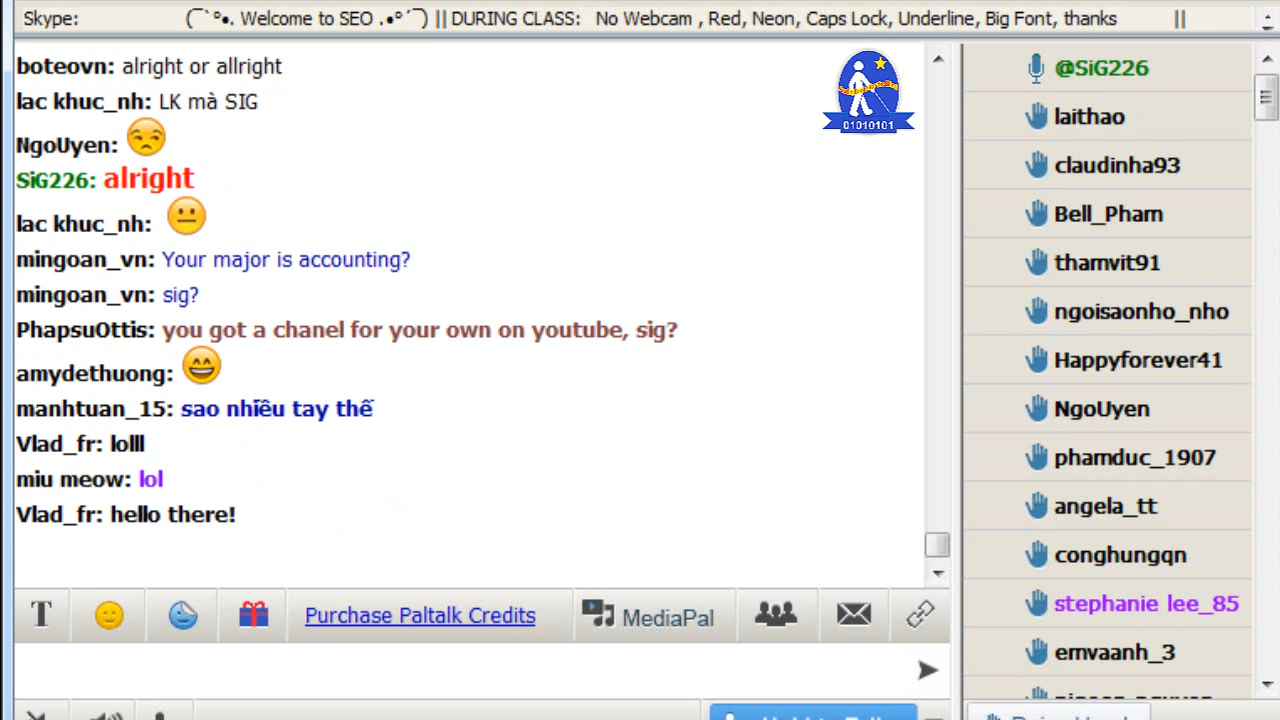 Skype: (¯`º•. Welcome to SEO .•º´¯) || DURING CLASS: No Webcam , Red, Neon, Caps Lock, Underline, Big Font, thanks ||
boteovn: alright or allright
lac khuc_nh: LK mà SIG
NgoUyen:
SiG226: alright
lac khuc_nh:
mingoan_vn: Your major is accounting?
mingoan_vn: sig?
PhapsuOttis: you got a chanel for your own on youtube, sig?
amydethuong:
manhtuan_15: sao nhiêu tay thế
Vlad_fr: lolll
miu meow: lol
Vlad_fr: hello there!
01010101
T
Purchase Paltalk Credits
MediaPal
@SiG226
laithao
claudinha93
Bell_Pham
thamvit91
ngoisaonho_nho
Happyforever41
NgoUyen
phamduc_1907
angela_tt
conghungqn
stephanie lee_85
emvaanh_3